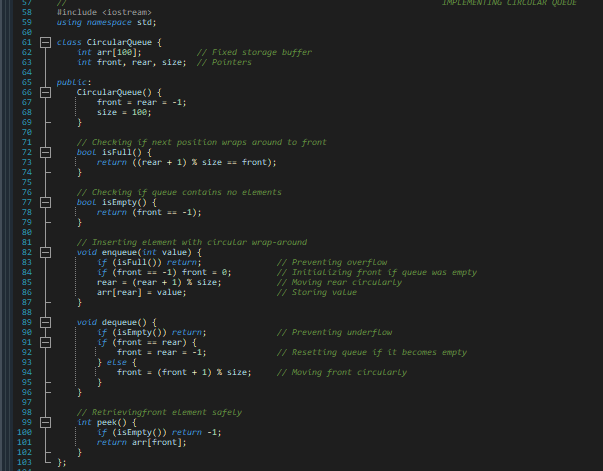 57 // IMPLEMENTING CIRCULAR QUEUE
58 #include <iostream>
59 using namespace std;
60
61 class CircularQueue {
62 int arr[100]; // Fixed storage buffer
63 int front, rear, size; // Pointers
64
65 public:
66 CircularQueue() {
67 front = rear = -1;
68 size = 100;
69 }
70
71 // Checking if next position wraps around to front
72 bool isFull() {
73 return ((rear + 1) % size == front);
74 }
75
76 // Checking if queue contains no elements
77 bool isEmpty() {
78 return (front == -1);
79 }
80
81 // Inserting element with circular wrap-around
82 void enqueue(int value) {
83 if (isFull()) return; // Preventing overflow
84 if (front == -1) front = 0; // Initializing front if queue was empty
85 rear = (rear + 1) % size; // Moving rear circularly
86 arr[rear] = value; // Storing value
87 }
88
89 void dequeue() {
90 if (isEmpty()) return; // Preventing underflow
91 if (front == rear) {
92 front = rear = -1; // Resetting queue if it becomes empty
93 } else {
94 front = (front + 1) % size; // Moving front circularly
95 }
96 }
97
98 // Retrievingfront element safely
99 int peek() {
100 if (isEmpty()) return -1;
101 return arr[front];
102 }
103 };